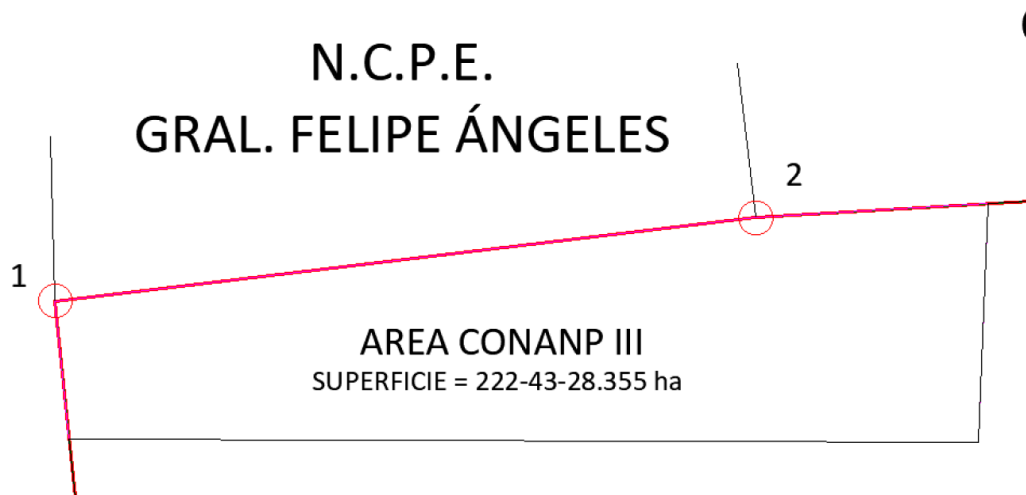 N.C.P.E.
GRAL. FELIPE ÁNGELES
2
1
AREA CONANP III
SUPERFICIE = 222-43-28.355 ha